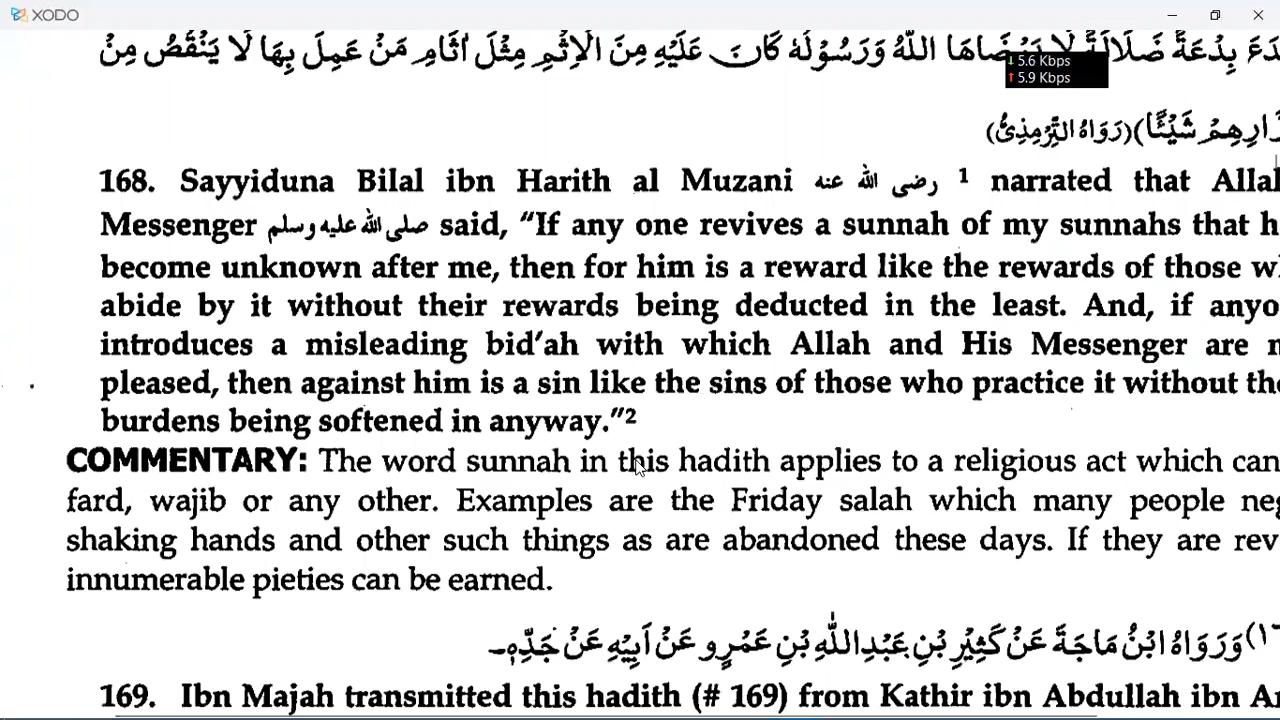 XODO
بِدْعَةً ضَلَالَةً لَا يَرْضَاهَا اللّٰهُ وَرَسُوْلُهٗ كَانَ عَلَيْهِ مِنَ الْاِثْمِ مِثْلَ اٰثَامِ مَنْ عَمِلَ بِهَا لَا يَنْقُصُ مِنْ
↓ 5.6 Kbps
↑ 5.9 Kbps
شَيْئًا)(رَوَاهُ التِّرْمِذِيُّ)
168. Sayyiduna Bilal ibn Harith al Muzani رضى الله عنه 1 narrated that Alla
Messenger صلى الله عليه وسلم said, “If any one revives a sunnah of my sunnahs that h
become unknown after me, then for him is a reward like the rewards of those w
abide by it without their rewards being deducted in the least. And, if anyo
introduces a misleading bid’ah with which Allah and His Messenger are n
pleased, then against him is a sin like the sins of those who practice it without the
burdens being softened in anyway.”2
COMMENTARY: The word sunnah in this hadith applies to a religious act which can
fard, wajib or any other. Examples are the Friday salah which many people neg
shaking hands and other such things as are abandoned these days. If they are rev
innumerable pieties can be earned.
وَرَوَاهُ ابْنُ مَاجَةَ عَنْ كَثِيْرِ بْنِ عَبْدِاللّٰهِ بْنِ عَمْرٍو عَنْ اَبِيْهِ عَنْ جَدِّهٖ۔
169. Ibn Majah transmitted this hadith (# 169) from Kathir ibn Abdullah ibn A